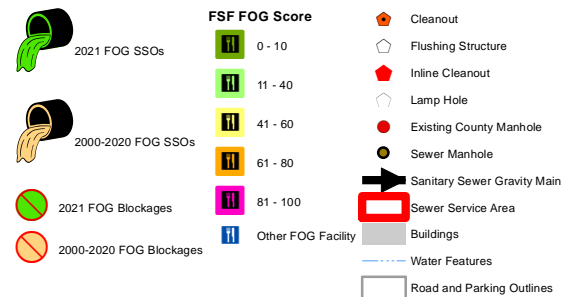 2021 FOG SSOs
2000-2020 FOG SSOs
2021 FOG Blockages
2000-2020 FOG Blockages
FSF FOG Score
0 - 10
11 - 40
41 - 60
61 - 80
81 - 100
Other FOG Facility
Cleanout
Flushing Structure
Inline Cleanout
Lamp Hole
Existing County Manhole
Sewer Manhole
Sanitary Sewer Gravity Main
Sewer Service Area
Buildings
Water Features
Road and Parking Outlines